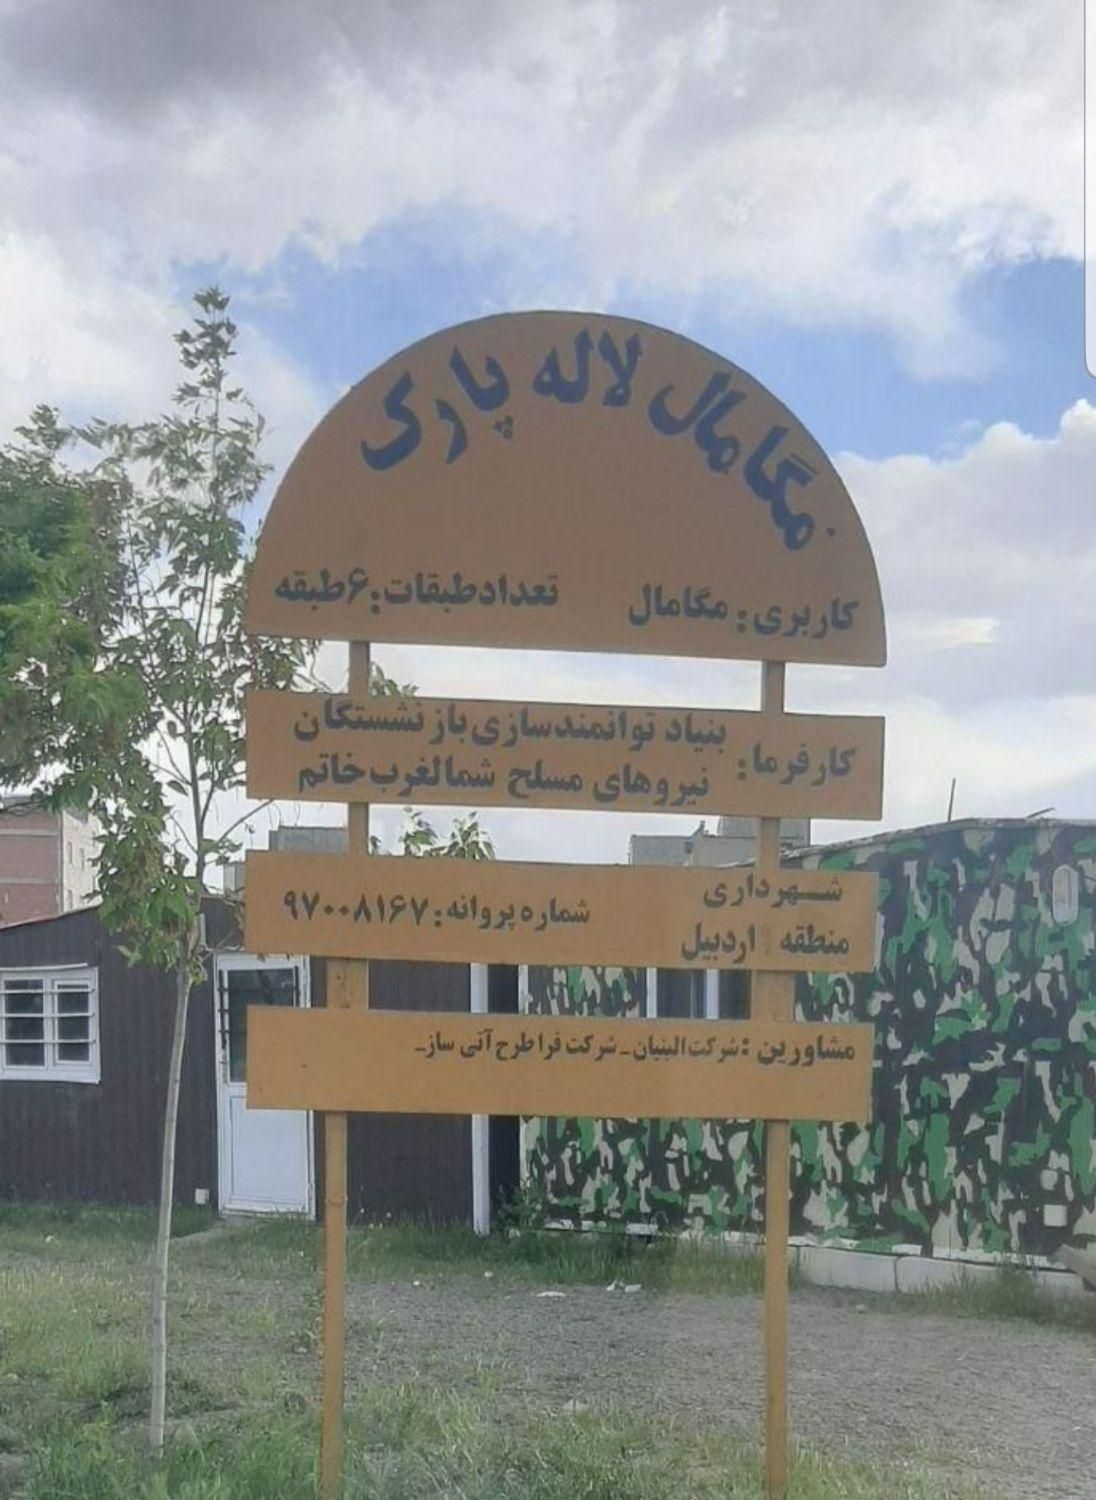 مگامال لاله پارک
کاربری: مگامال تعداد طبقات: ۶ طبقه
کارفرما: بنیاد توانمندسازی بازنشستگان
نیروهای مسلح شمالغرب خاتم
شهرداری
منطقه اردبیل
شماره پروانه: ۹۷۰۰۸۱۶۷
مشاورین: شرکت البنیان - شرکت فرا طرح آتی ساز-